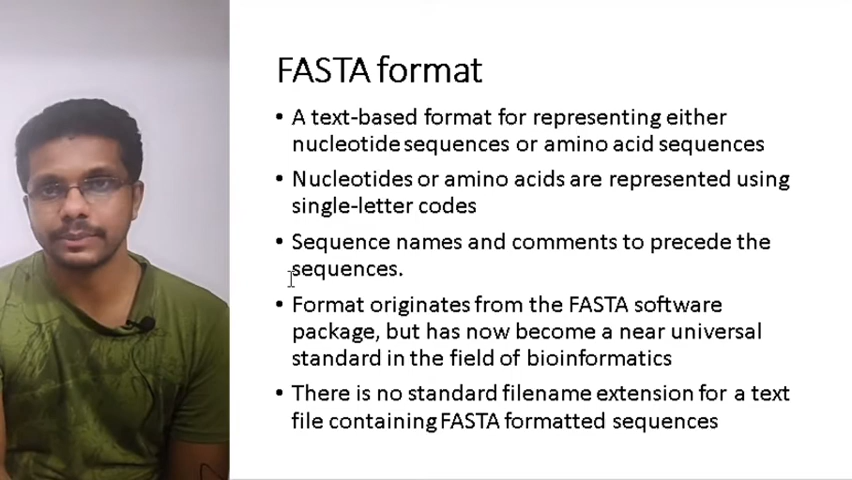 FASTA format
• A text-based format for representing either
nucleotide sequences or amino acid sequences
• Nucleotides or amino acids are represented using
single-letter codes
• Sequence names and comments to precede the
sequences.
• Format originates from the FASTA software
package, but has now become a near universal
standard in the field of bioinformatics
• There is no standard filename extension for a text
file containing FASTA formatted sequences